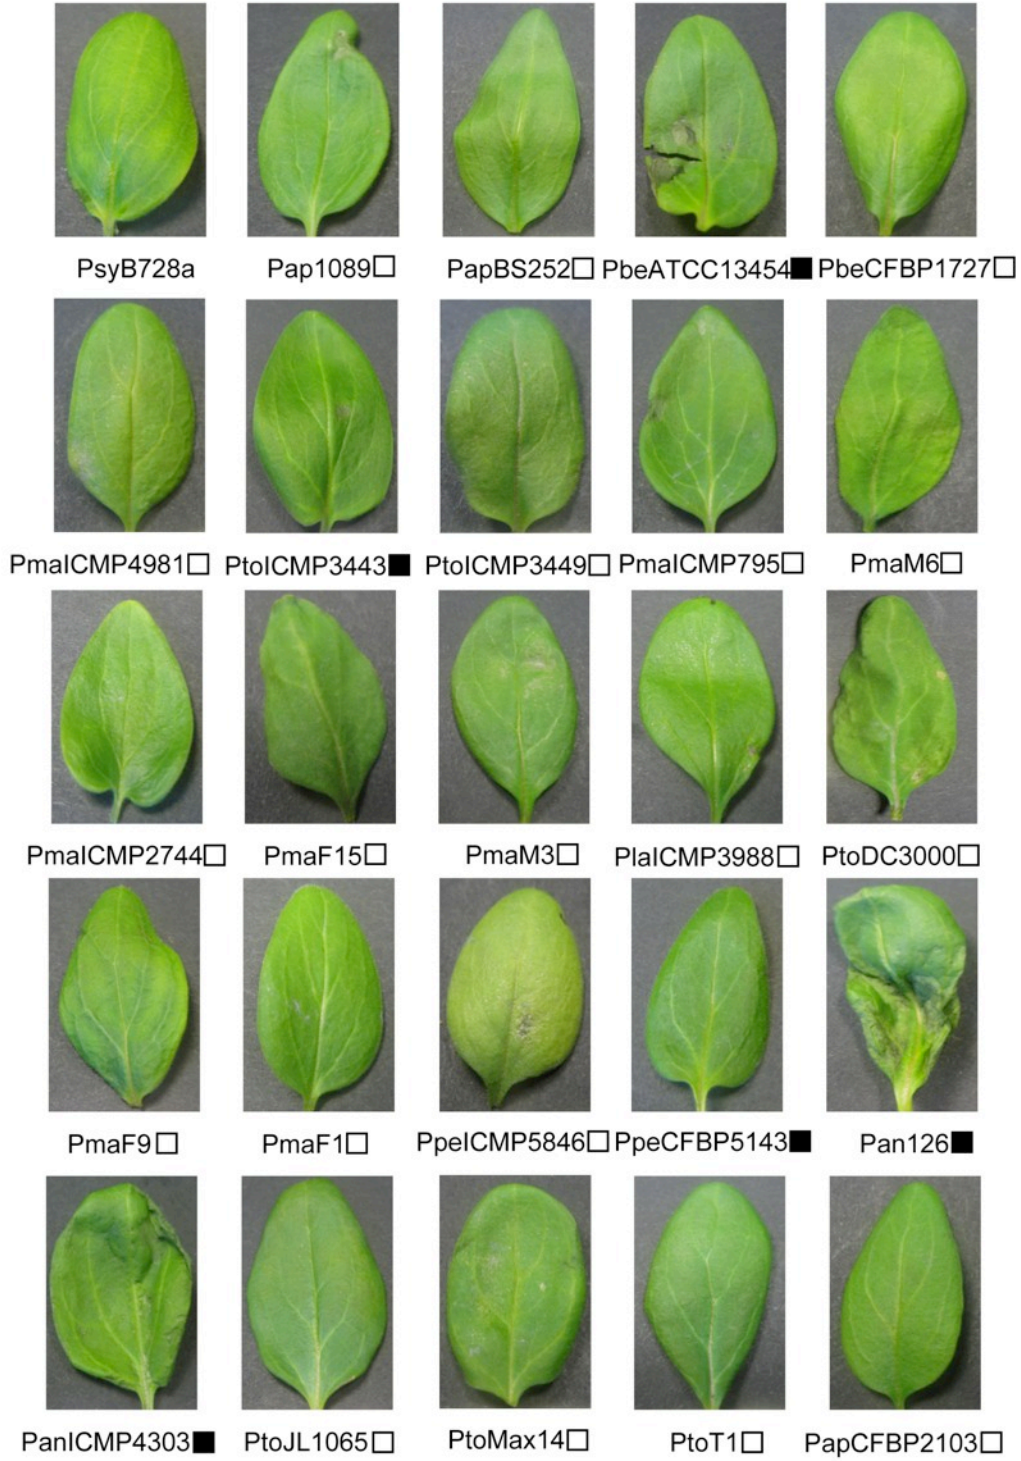 PsyB728a Pap1089□ PapBS252□ PbeATCC13454■ PbeCFBP1727□
PmaICMP4981□ PtoICMP3443■ PtoICMP3449□ PmaICMP795□ PmaM6□
PmaICMP2744□ PmaF15□ PmaM3□ PlaICMP3988□ PtoDC3000□
PmaF9□ PmaF1□ PpeICMP5846□ PpeCFBP5143■ Pan126■
PanICMP4303■ PtoJL1065□ PtoMax14□ PtoT1□ PapCFBP2103□